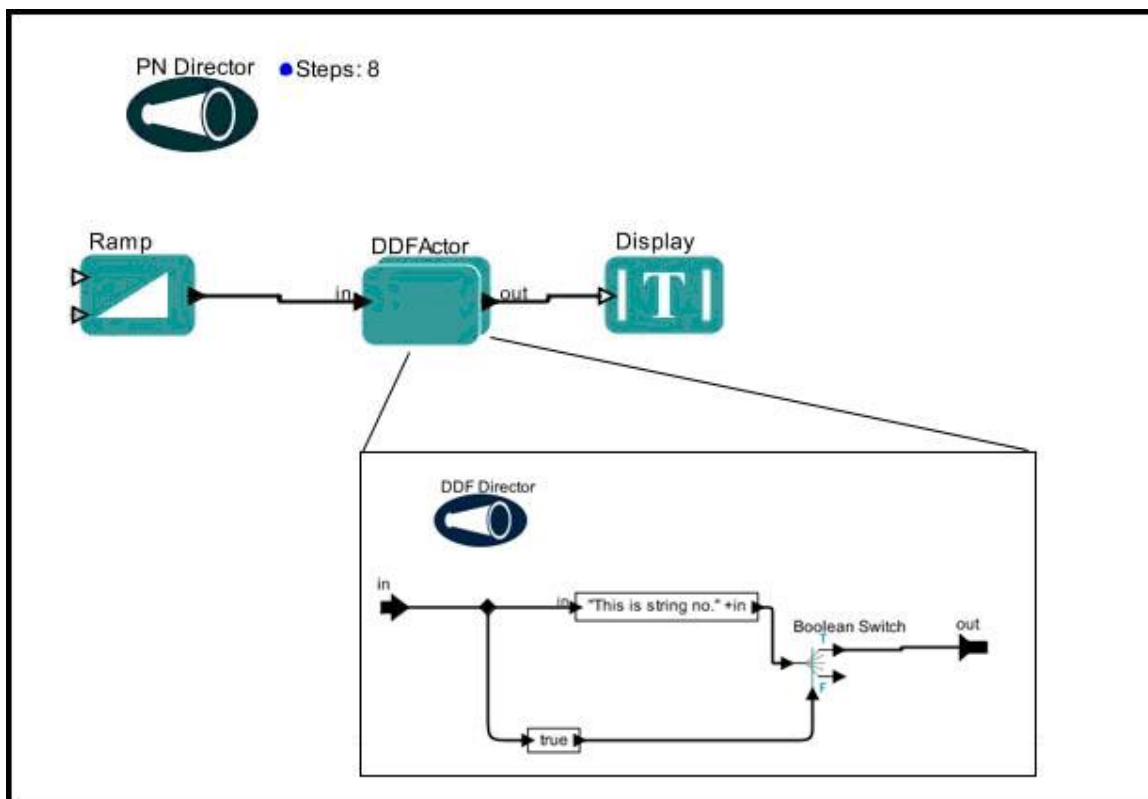 PN Director
Steps: 8
Ramp
DDFActor
Display
in
out
T
DDF Director
in
in
"This is string no." +in
Boolean Switch
out
T
F
true